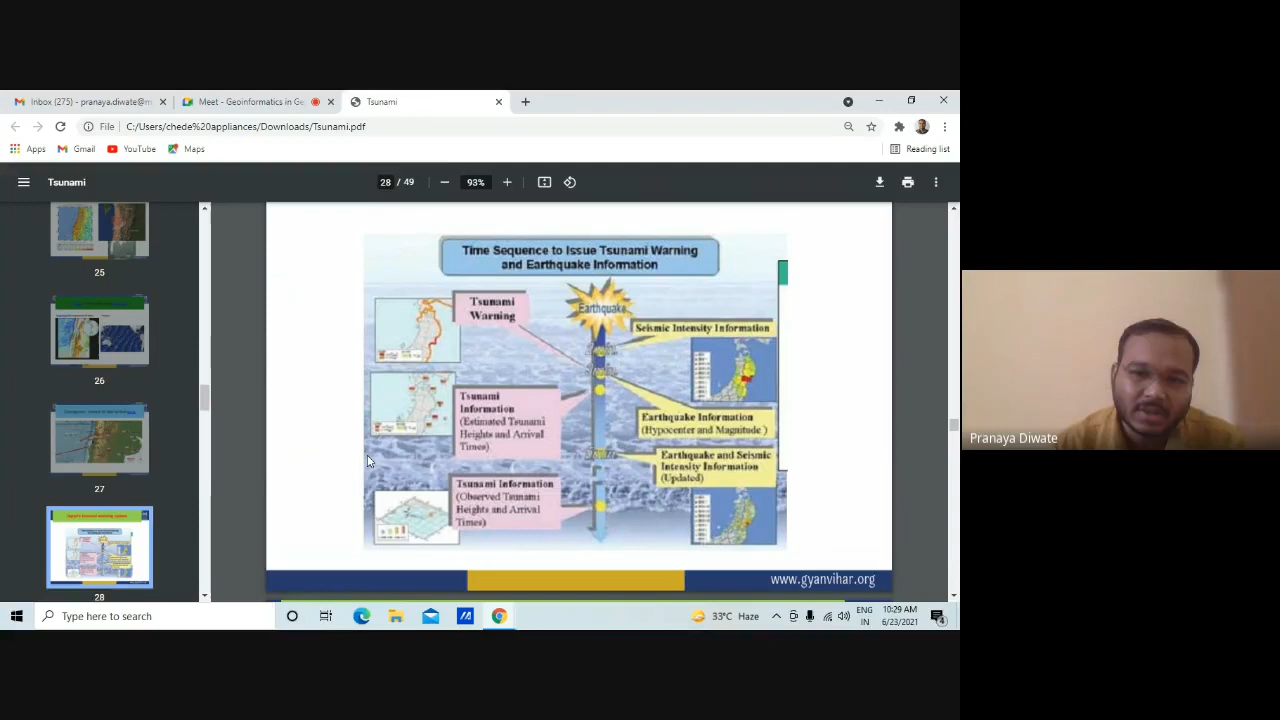 Inbox (275) - pranaya.diwate@m
Meet - Geoinformatics in Ge
Tsunami
File
C:/Users/chede%20appliances/Downloads/Tsunami.pdf
Apps
Gmail
YouTube
Maps
Reading list
Tsunami
28 / 49
93%
25
26
27
28
Time Sequence to Issue Tsunami Warning
and Earthquake Information
Tsunami
Warning
Earthquake
Seismic Intensity Information
Tsunami
Information
(Estimated Tsunami
Heights and Arrival
Times)
Earthquake Information
(Hypocenter and Magnitude )
Earthquake and Seismic
Intensity Information
(Updated)
Tsunami Information
(Observed Tsunami
Heights and Arrival
Times)
www.gyanvihar.org
Pranaya Diwate
Type here to search
33°C Haze
ENG
IN
10:29 AM
6/23/2021
4